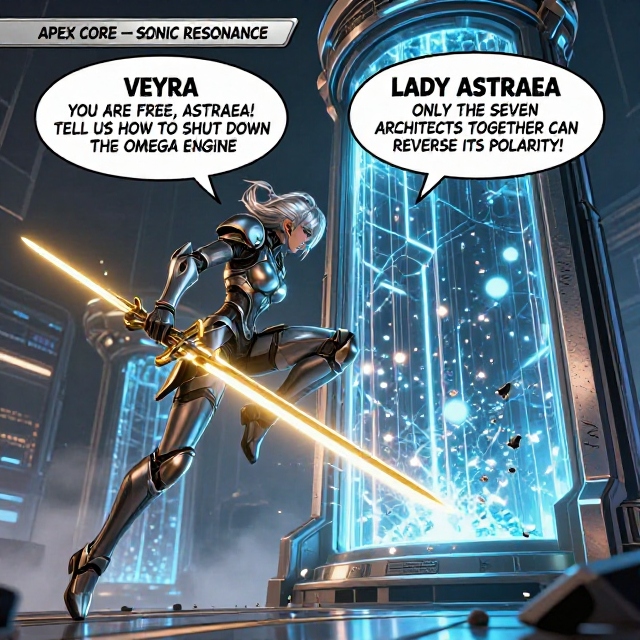 APEX CORE – SONIC RESONANCE
VEYRA
YOU ARE FREE, ASTRAEA!
TELL US HOW TO SHUT DOWN
THE OMEGA ENGINE
LADY ASTRAEA
ONLY THE SEVEN
ARCHITECTS TOGETHER CAN
REVERSE ITS POLARITY!